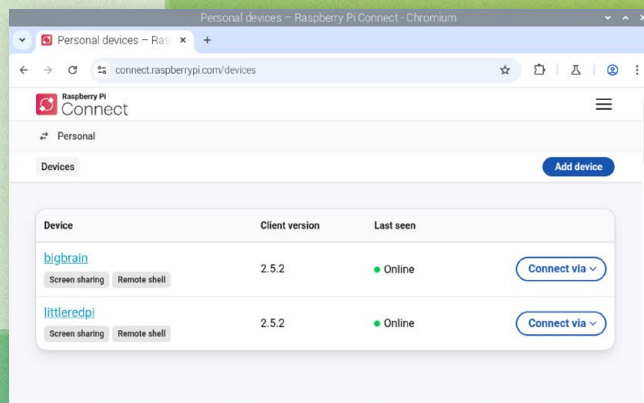 Personal devices – Raspberry Pi Connect - Chromium
Personal devices – Ras
connect.raspberrypi.com/devices
Raspberry Pi
Connect
Personal
Devices
Add device
Device Client version Last seen
bigbrain
2.5.2 Online Connect via
Screen sharing Remote shell
littleredpi
2.5.2 Online Connect via
Screen sharing Remote shell